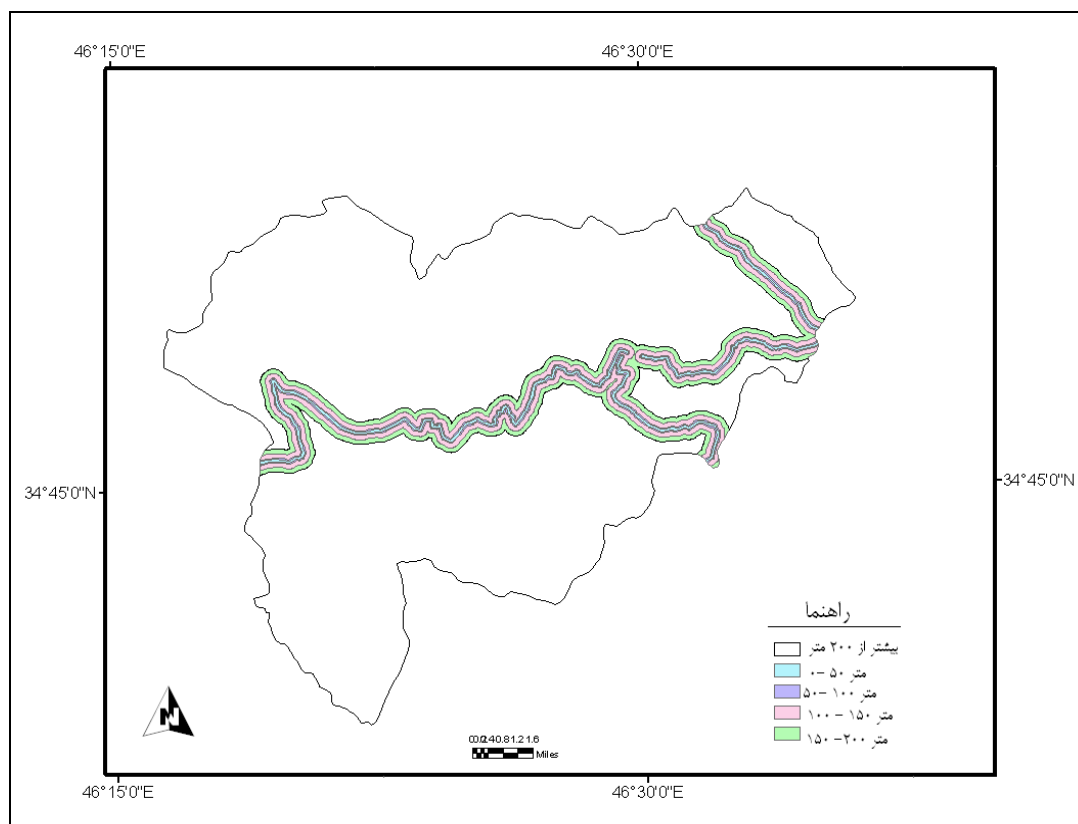 46°15'0"E 46°30'0"E
34°45'0"N 34°45'0"N
راهنما
بیشتر از ۲۰۰ متر
۰– ۵۰ متر
۵۰– ۱۰۰ متر
۱۰۰ – ۱۵۰ متر
۱۵۰ –۲۰۰ متر
N
Miles
46°15'0"E 46°30'0"E